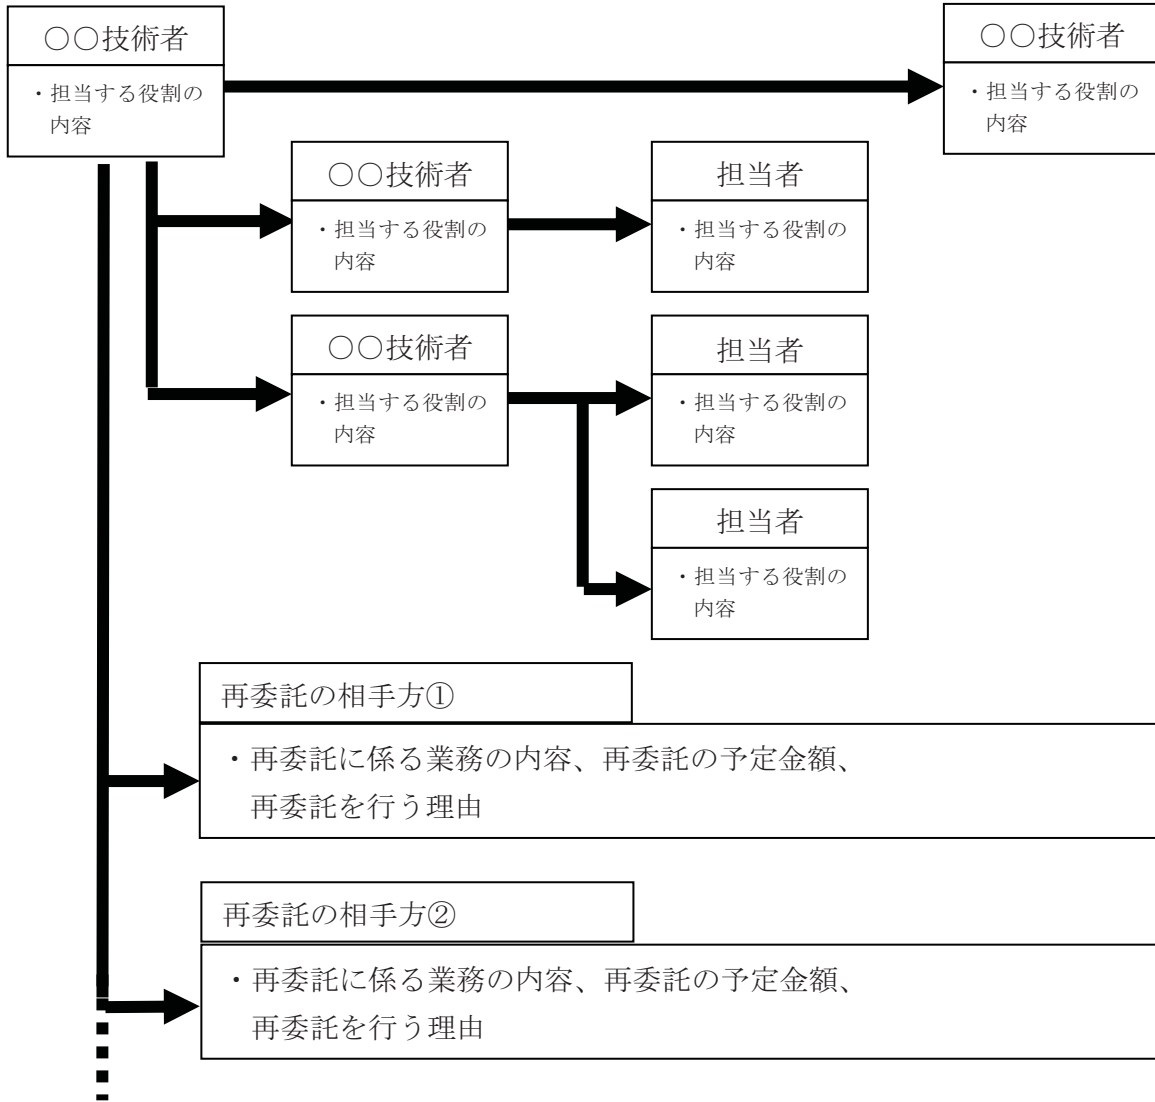 ○○技術者
・担当する役割の
内容
○○技術者
・担当する役割の
内容
○○技術者
・担当する役割の
内容
担当者
・担当する役割の
内容
○○技術者
・担当する役割の
内容
担当者
・担当する役割の
内容
担当者
・担当する役割の
内容
再委託の相手方①
・再委託に係る業務の内容、再委託の予定金額、
再委託を行う理由
再委託の相手方②
・再委託に係る業務の内容、再委託の予定金額、
再委託を行う理由